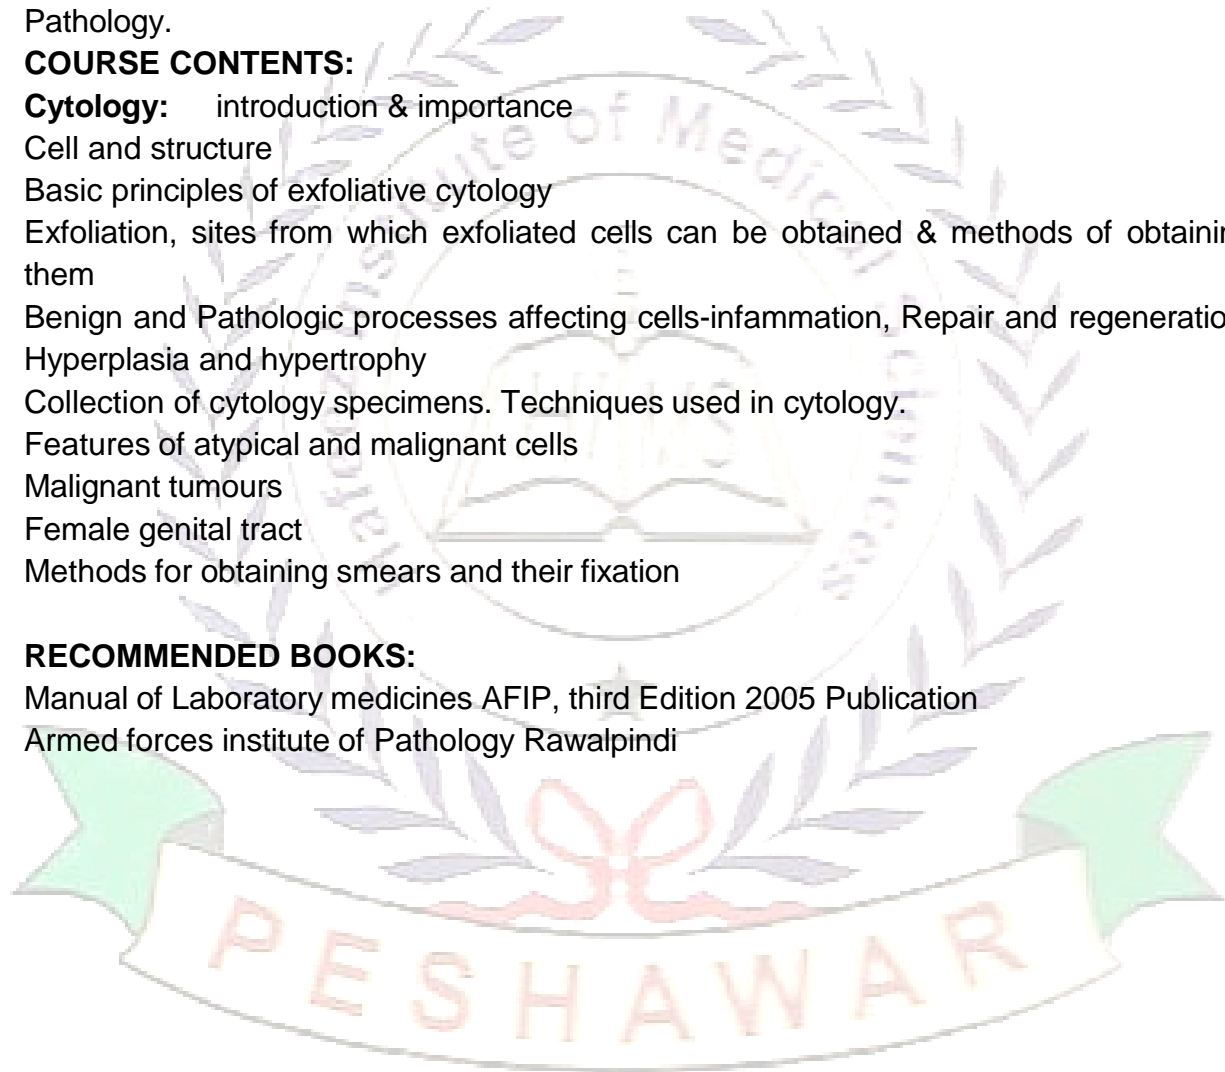 Pathology.
COURSE CONTENTS:
Cytology: introduction & importance
Cell and structure
Basic principles of exfoliative cytology
Exfoliation, sites from which exfoliated cells can be obtained & methods of obtainin
them
Benign and Pathologic processes affecting cells-infammation, Repair and regeneratio
Hyperplasia and hypertrophy
Collection of cytology specimens. Techniques used in cytology.
Features of atypical and malignant cells
Malignant tumours
Female genital tract
Methods for obtaining smears and their fixation
RECOMMENDED BOOKS:
Manual of Laboratory medicines AFIP, third Edition 2005 Publication
Armed forces institute of Pathology Rawalpindi
Institute of Medical Sciences
PESHAWAR